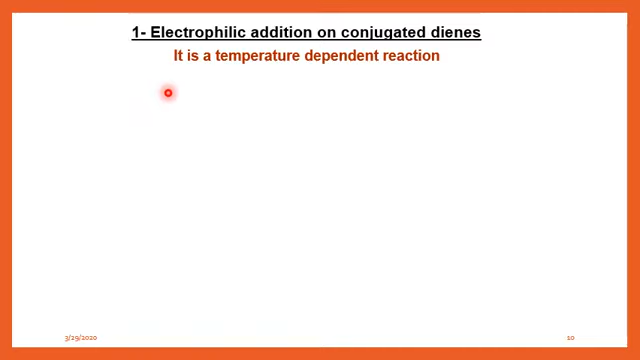 1- Electrophilic addition on conjugated dienes
It is a temperature dependent reaction
3/29/2020
10